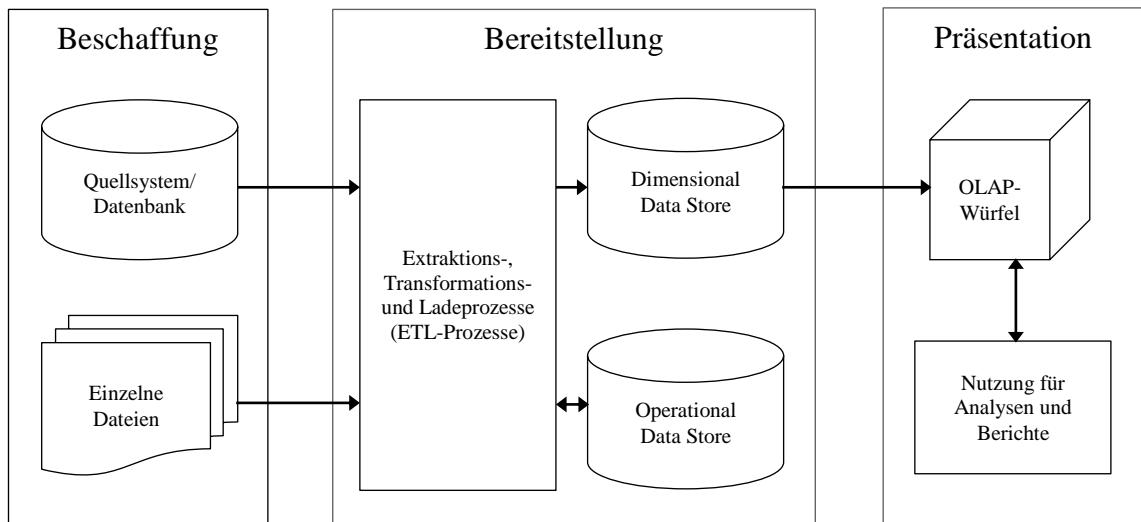 Beschaffung
Quellsystem/
Datenbank
Einzelne
Dateien
Bereitstellung
Extraktions-,
Transformations-
und Ladeprozesse
(ETL-Prozesse)
Dimensional
Data Store
Operational
Data Store
Präsentation
OLAP-
Würfel
Nutzung für
Analysen und
Berichte